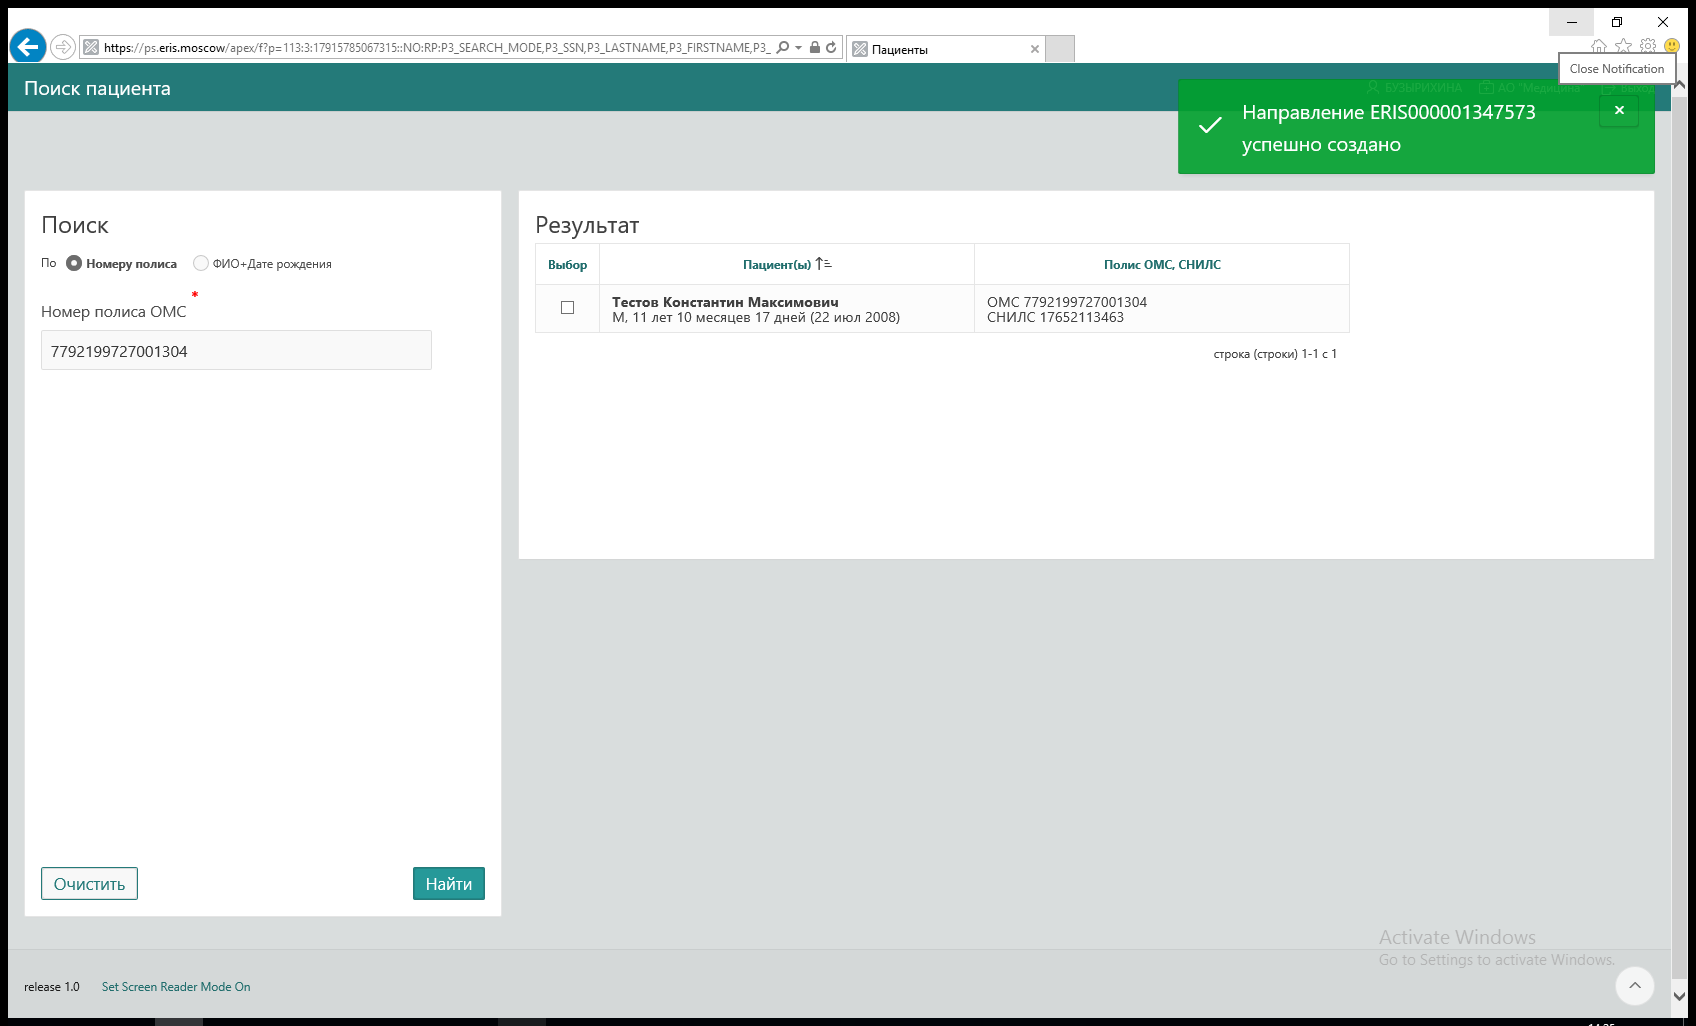 https://ps.eris.moscow/apex/f?p=113:3:17915785067315::NO:RP:P3_SEARCH_MODE,P3_SSN,P3_LASTNAME,P3_FIRSTNAME,P3_
Пациенты
Close Notification
Поиск пациента
БУЗЫРИХИНА
АО "Медицина"
Выход
Направление ERIS000001347573
успешно создано
Поиск
По Номеру полиса ФИО+Дате рождения
Номер полиса ОМС *
7792199727001304
Очистить
Найти
Результат
Выбор Пациент(ы) Полис ОМС, СНИЛС
Тестов Константин Максимович
М, 11 лет 10 месяцев 17 дней (22 июл 2008)
ОМС 7792199727001304
СНИЛС 17652113463
строка (строки) 1-1 с 1
Activate Windows
Go to Settings to activate Windows.
release 1.0 Set Screen Reader Mode On